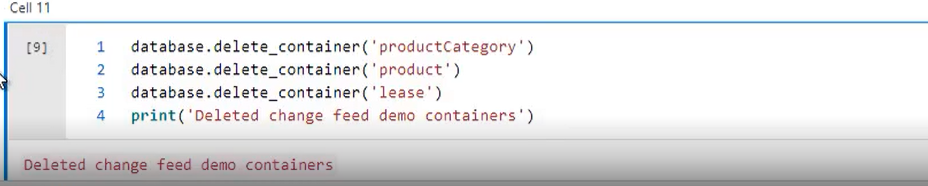 Cell 11
[9]
1 database.delete_container('productCategory')
2 database.delete_container('product')
3 database.delete_container('lease')
4 print('Deleted change feed demo containers')
Deleted change feed demo containers